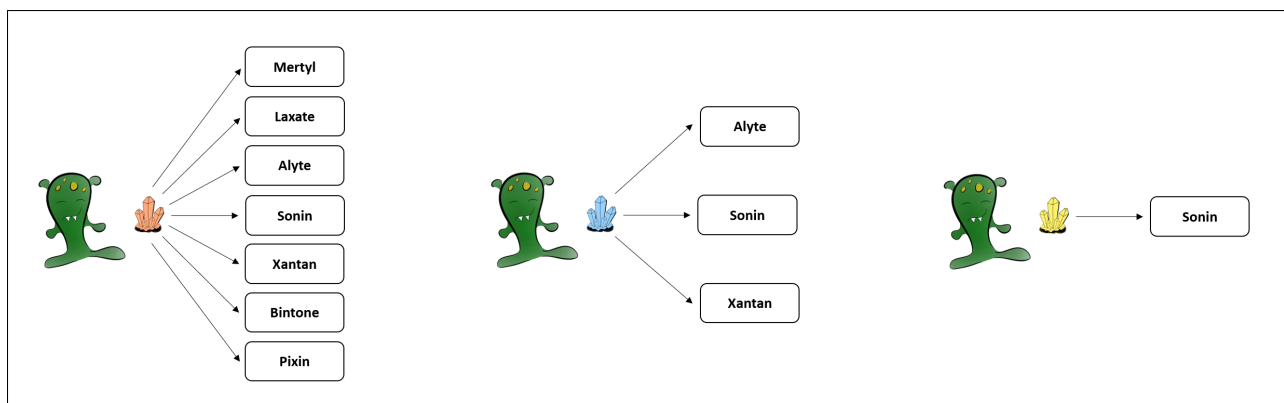 Mertyl
Laxate
Alyte
Sonin
Xantan
Bintone
Pixin
Alyte
Sonin
Xantan
Sonin